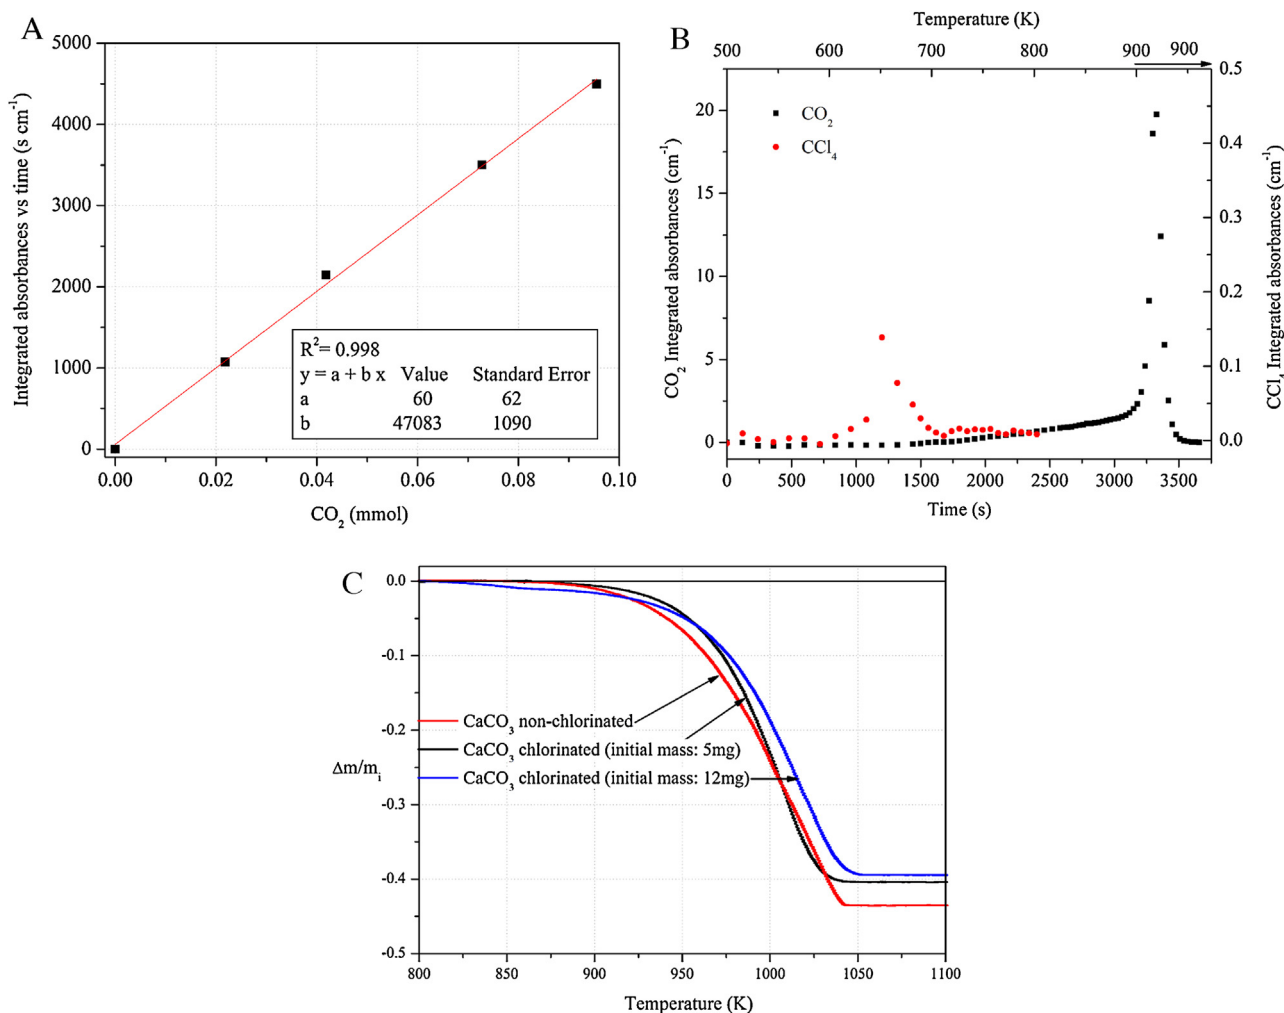 A
5000
4000
3000
2000
1000
0
Integrated absorbances vs time (s cm⁻¹)
R²= 0.998
y = a + b x Value Standard Error
a 60 62
b 47083 1090
0.00 0.02 0.04 0.06 0.08 0.10
CO₂ (mmol)
B
Temperature (K)
500 600 700 800 900 900
20
15
10
5
0
CO₂ Integrated absorbances (cm⁻¹)
CO₂
CCl₄
0.5
0.4
0.3
0.2
0.1
0.0
CCl₄ Integrated absorbances (cm⁻¹)
0 500 1000 1500 2000 2500 3000 3500
Time (s)
C
0.0
-0.1
-0.2
-0.3
-0.4
-0.5
Δm/mᵢ
CaCO₃ non-chlorinated
CaCO₃ chlorinated (initial mass: 5mg)
CaCO₃ chlorinated (initial mass: 12mg)
800 850 900 950 1000 1050 1100
Temperature (K)